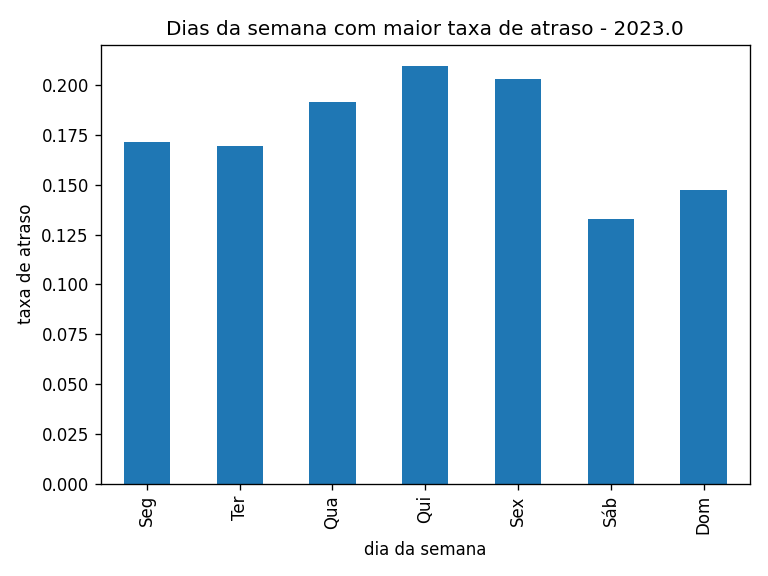 Dias da semana com maior taxa de atraso - 2023.0
0.200
0.175
0.150
0.125
0.100
0.075
0.050
0.025
0.000
taxa de atraso
Seg
Ter
Qua
Qui
Sex
Sáb
Dom
dia da semana